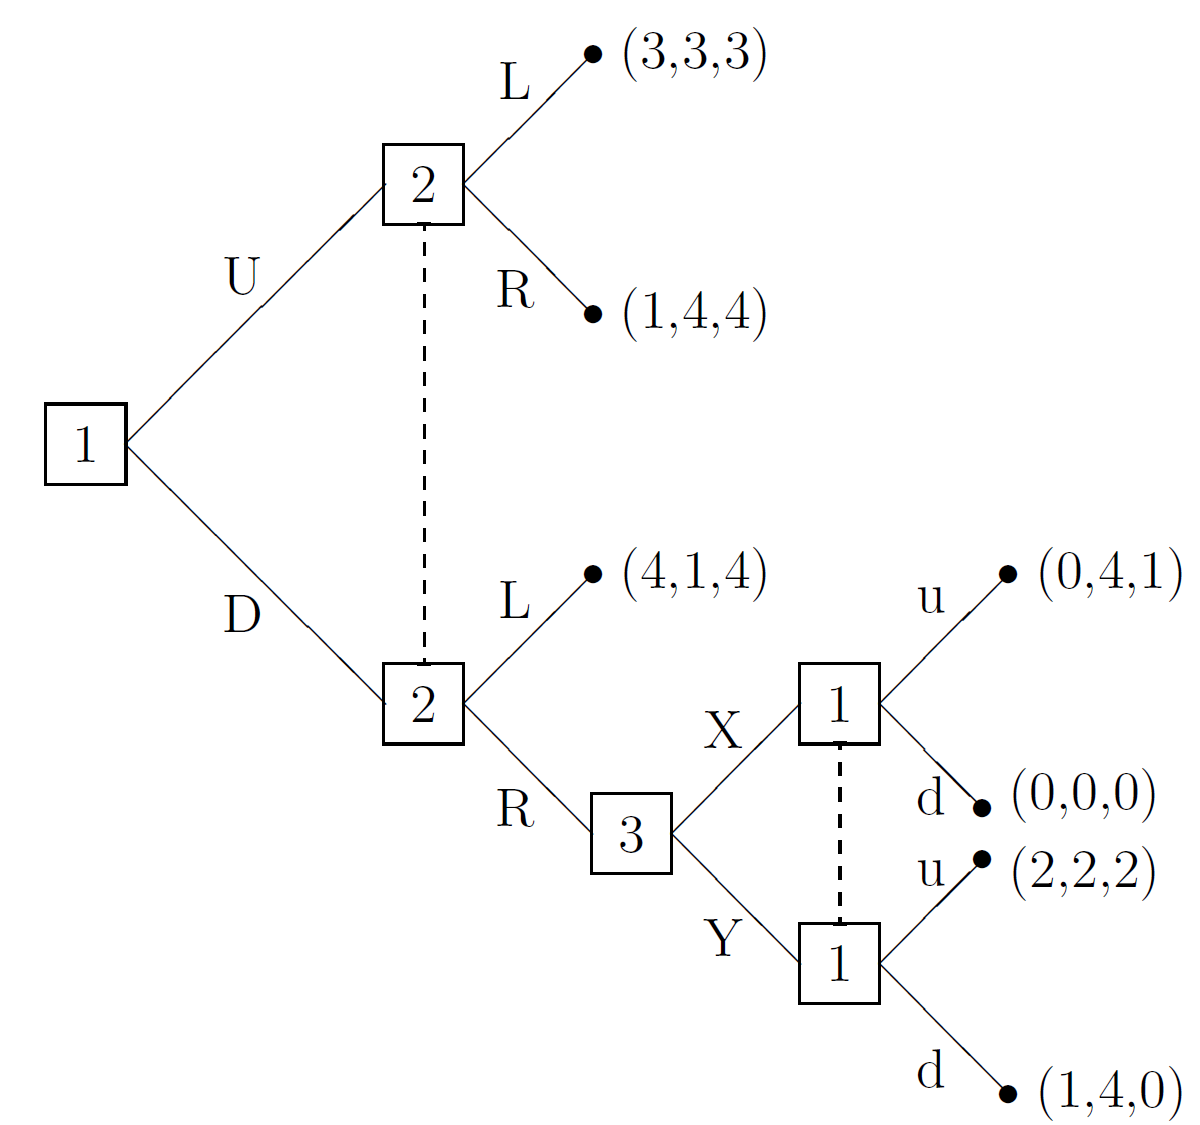 L
(3,3,3)
2
U
R
(1,4,4)
1
D
L
(4,1,4)
u
(0,4,1)
2
X
1
R
3
d
(0,0,0)
u
(2,2,2)
Y
1
d
(1,4,0)